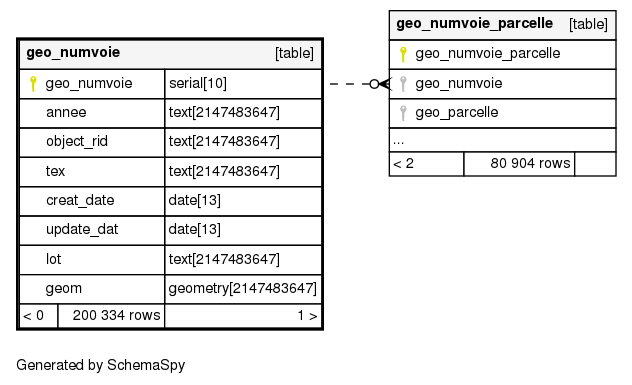 geo_numvoie [table]
geo_numvoie serial[10]
annee text[2147483647]
object_rid text[2147483647]
tex text[2147483647]
creat_date date[13]
update_dat date[13]
lot text[2147483647]
geom geometry[2147483647]
< 0 200 334 rows 1 >
geo_numvoie_parcelle [table]
geo_numvoie_parcelle
geo_numvoie
geo_parcelle
...
< 2 80 904 rows
Generated by SchemaSpy